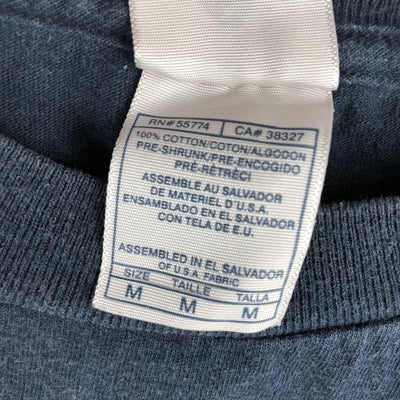 RN# 55774 CA# 38327
100% COTTON/COTON/ALGODON
PRE-SHRUNK/PRE-ENCOGIDO
PRÉ-RÉTRÉCI
ASSEMBLE AU SALVADOR
DE MATERIEL D'U.S.A.
ENSAMBLADO EN EL SALVADOR
CON TELA DE E.U.
ASSEMBLED IN EL SALVADOR
OF U.S.A. FABRIC
SIZE TAILLE TALLA
M M M